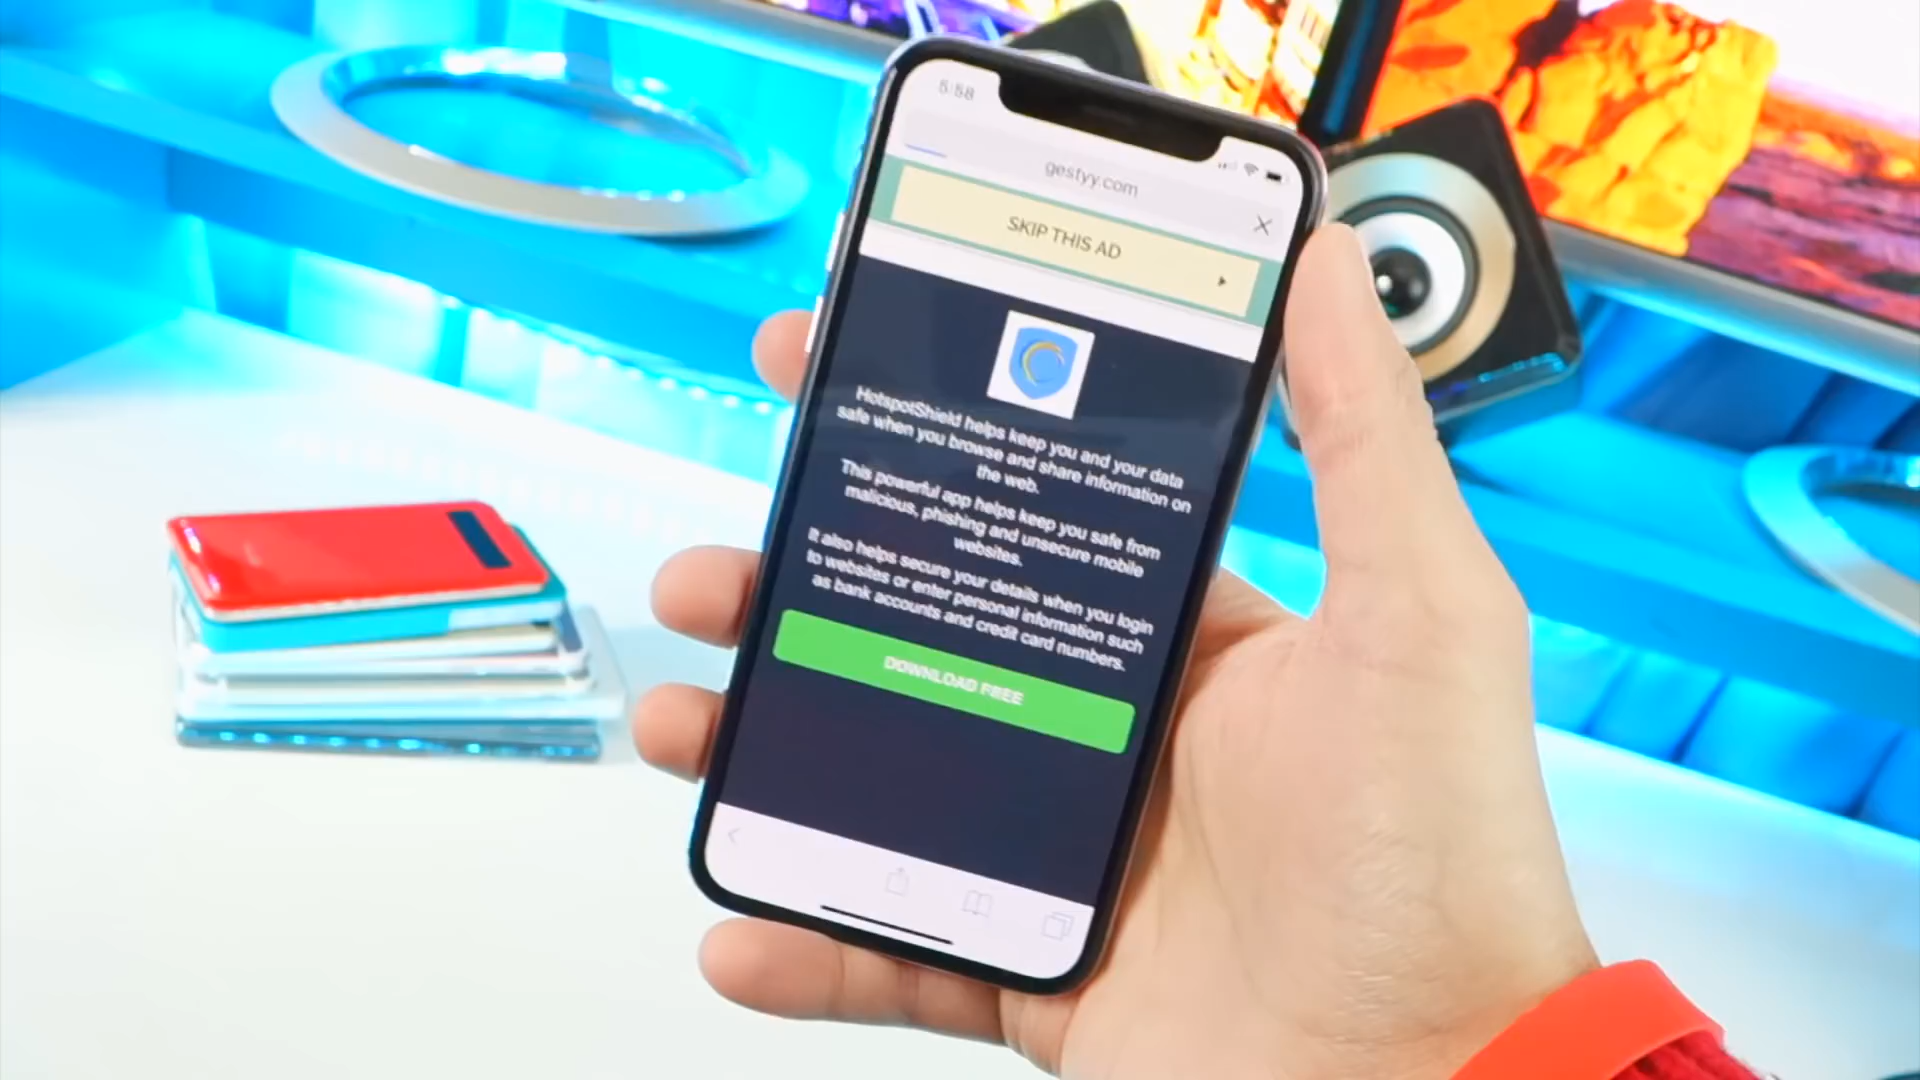 5:58
gestyy.com
SKIP THIS AD
HotspotShield helps keep you and your data
safe when you browse and share information on
the web.
This powerful app helps keep you safe from
malicious, phishing and unsecure mobile
websites.
It also helps secure your details when you login
to websites or enter personal information such
as bank accounts and credit card numbers.
DOWNLOAD FREE